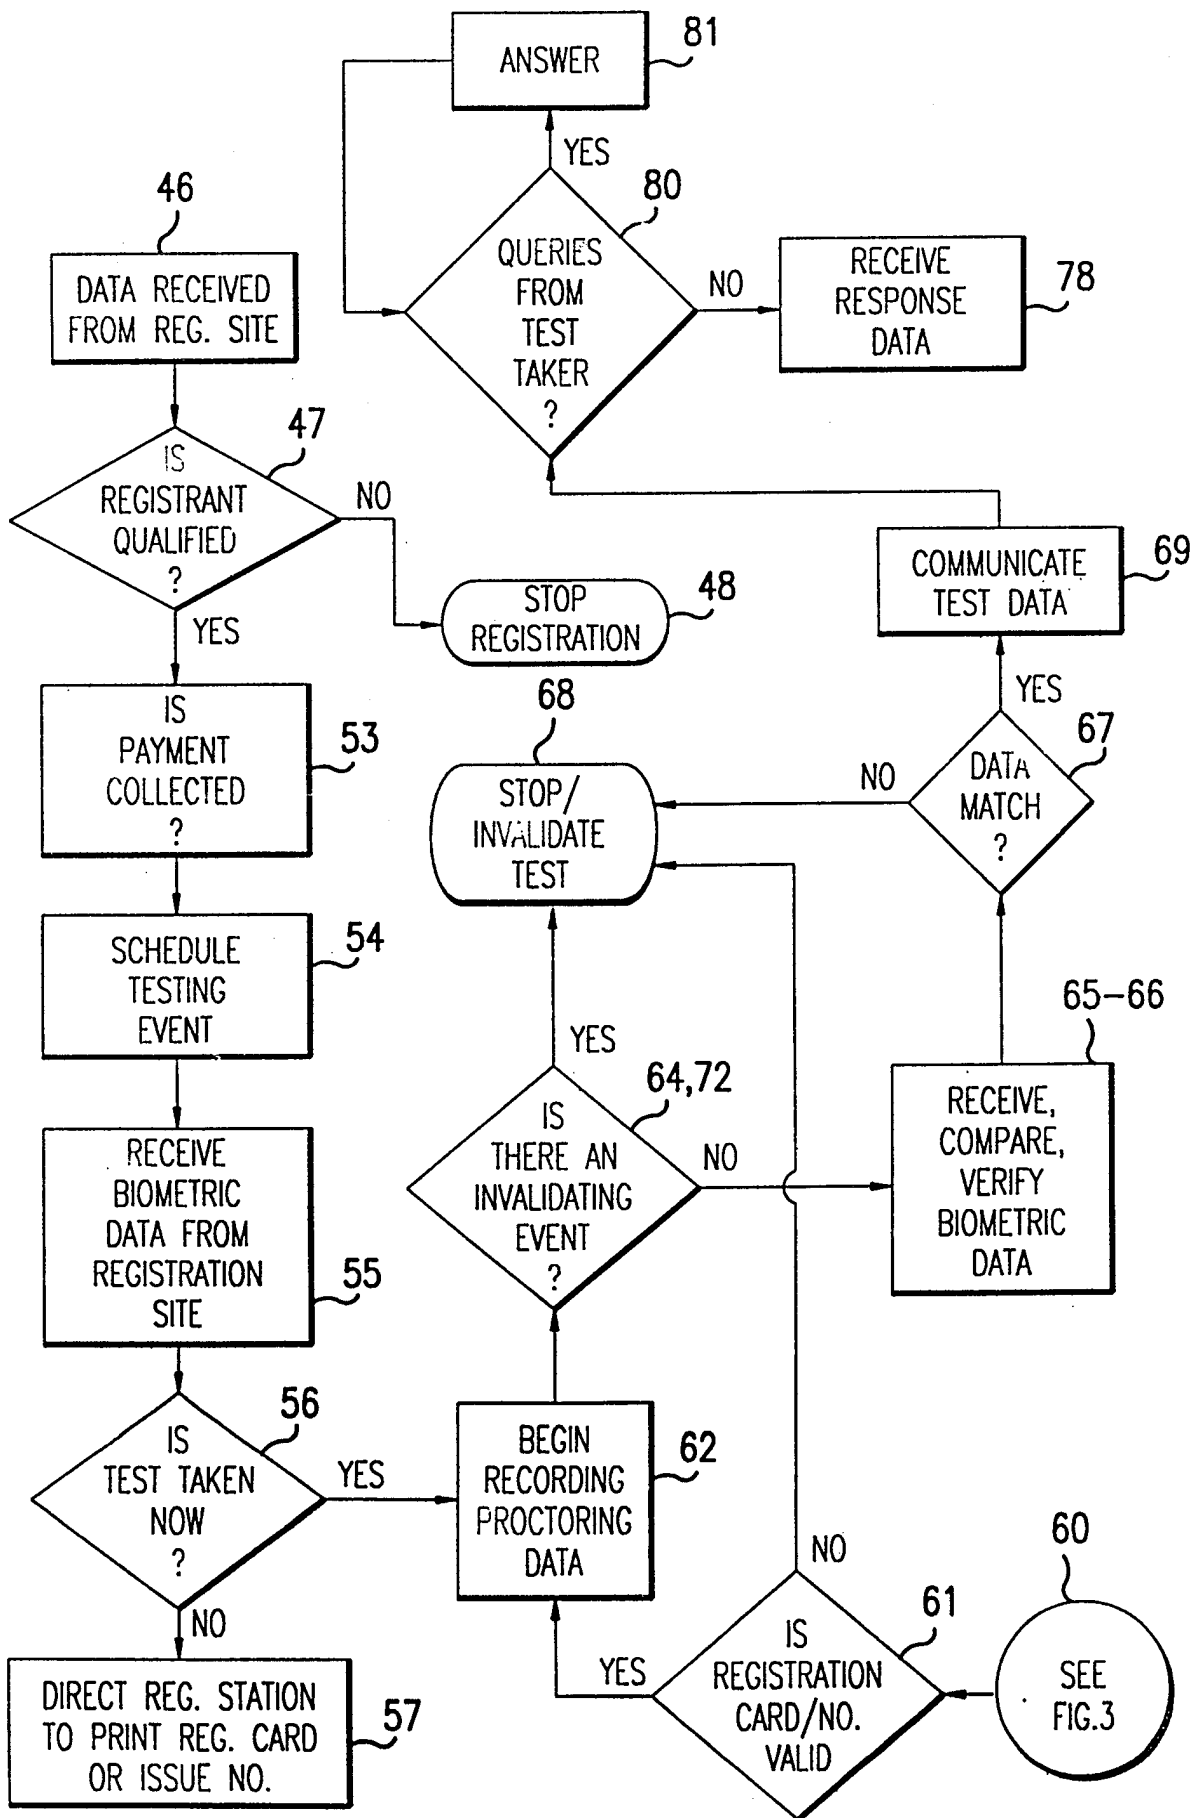 81
ANSWER
YES
46
80
DATA RECEIVED
FROM REG. SITE
QUERIES
FROM
TEST
TAKER
?
NO
RECEIVE
RESPONSE
DATA
78
47
IS
REGISTRANT
QUALIFIED
?
NO
YES
STOP
REGISTRATION
48
COMMUNICATE
TEST DATA
69
YES
IS
PAYMENT
COLLECTED
?
53
68
STOP/
INVALIDATE
TEST
NO
67
DATA
MATCH
?
SCHEDULE
TESTING
EVENT
54
YES
65-66
RECEIVE,
COMPARE,
VERIFY
BIOMETRIC
DATA
64,72
IS
THERE AN
INVALIDATING
EVENT
?
NO
RECEIVE
BIOMETRIC
DATA FROM
REGISTRATION
SITE
55
56
IS
TEST TAKEN
NOW
?
YES
NO
BEGIN
RECORDING
PROCTORING
DATA
62
NO
60
61
IS
REGISTRATION
CARD/NO.
VALID
YES
SEE
FIG.3
DIRECT REG. STATION
TO PRINT REG. CARD
OR ISSUE NO.
57